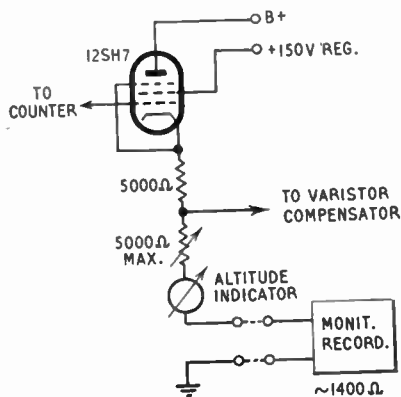 B+
12SH7
+150V REG.
TO
COUNTER
5000Ω
TO VARISTOR
COMPENSATOR
5000Ω
MAX.
ALTITUDE
INDICATOR
MONIT.
RECORD.
~1400Ω